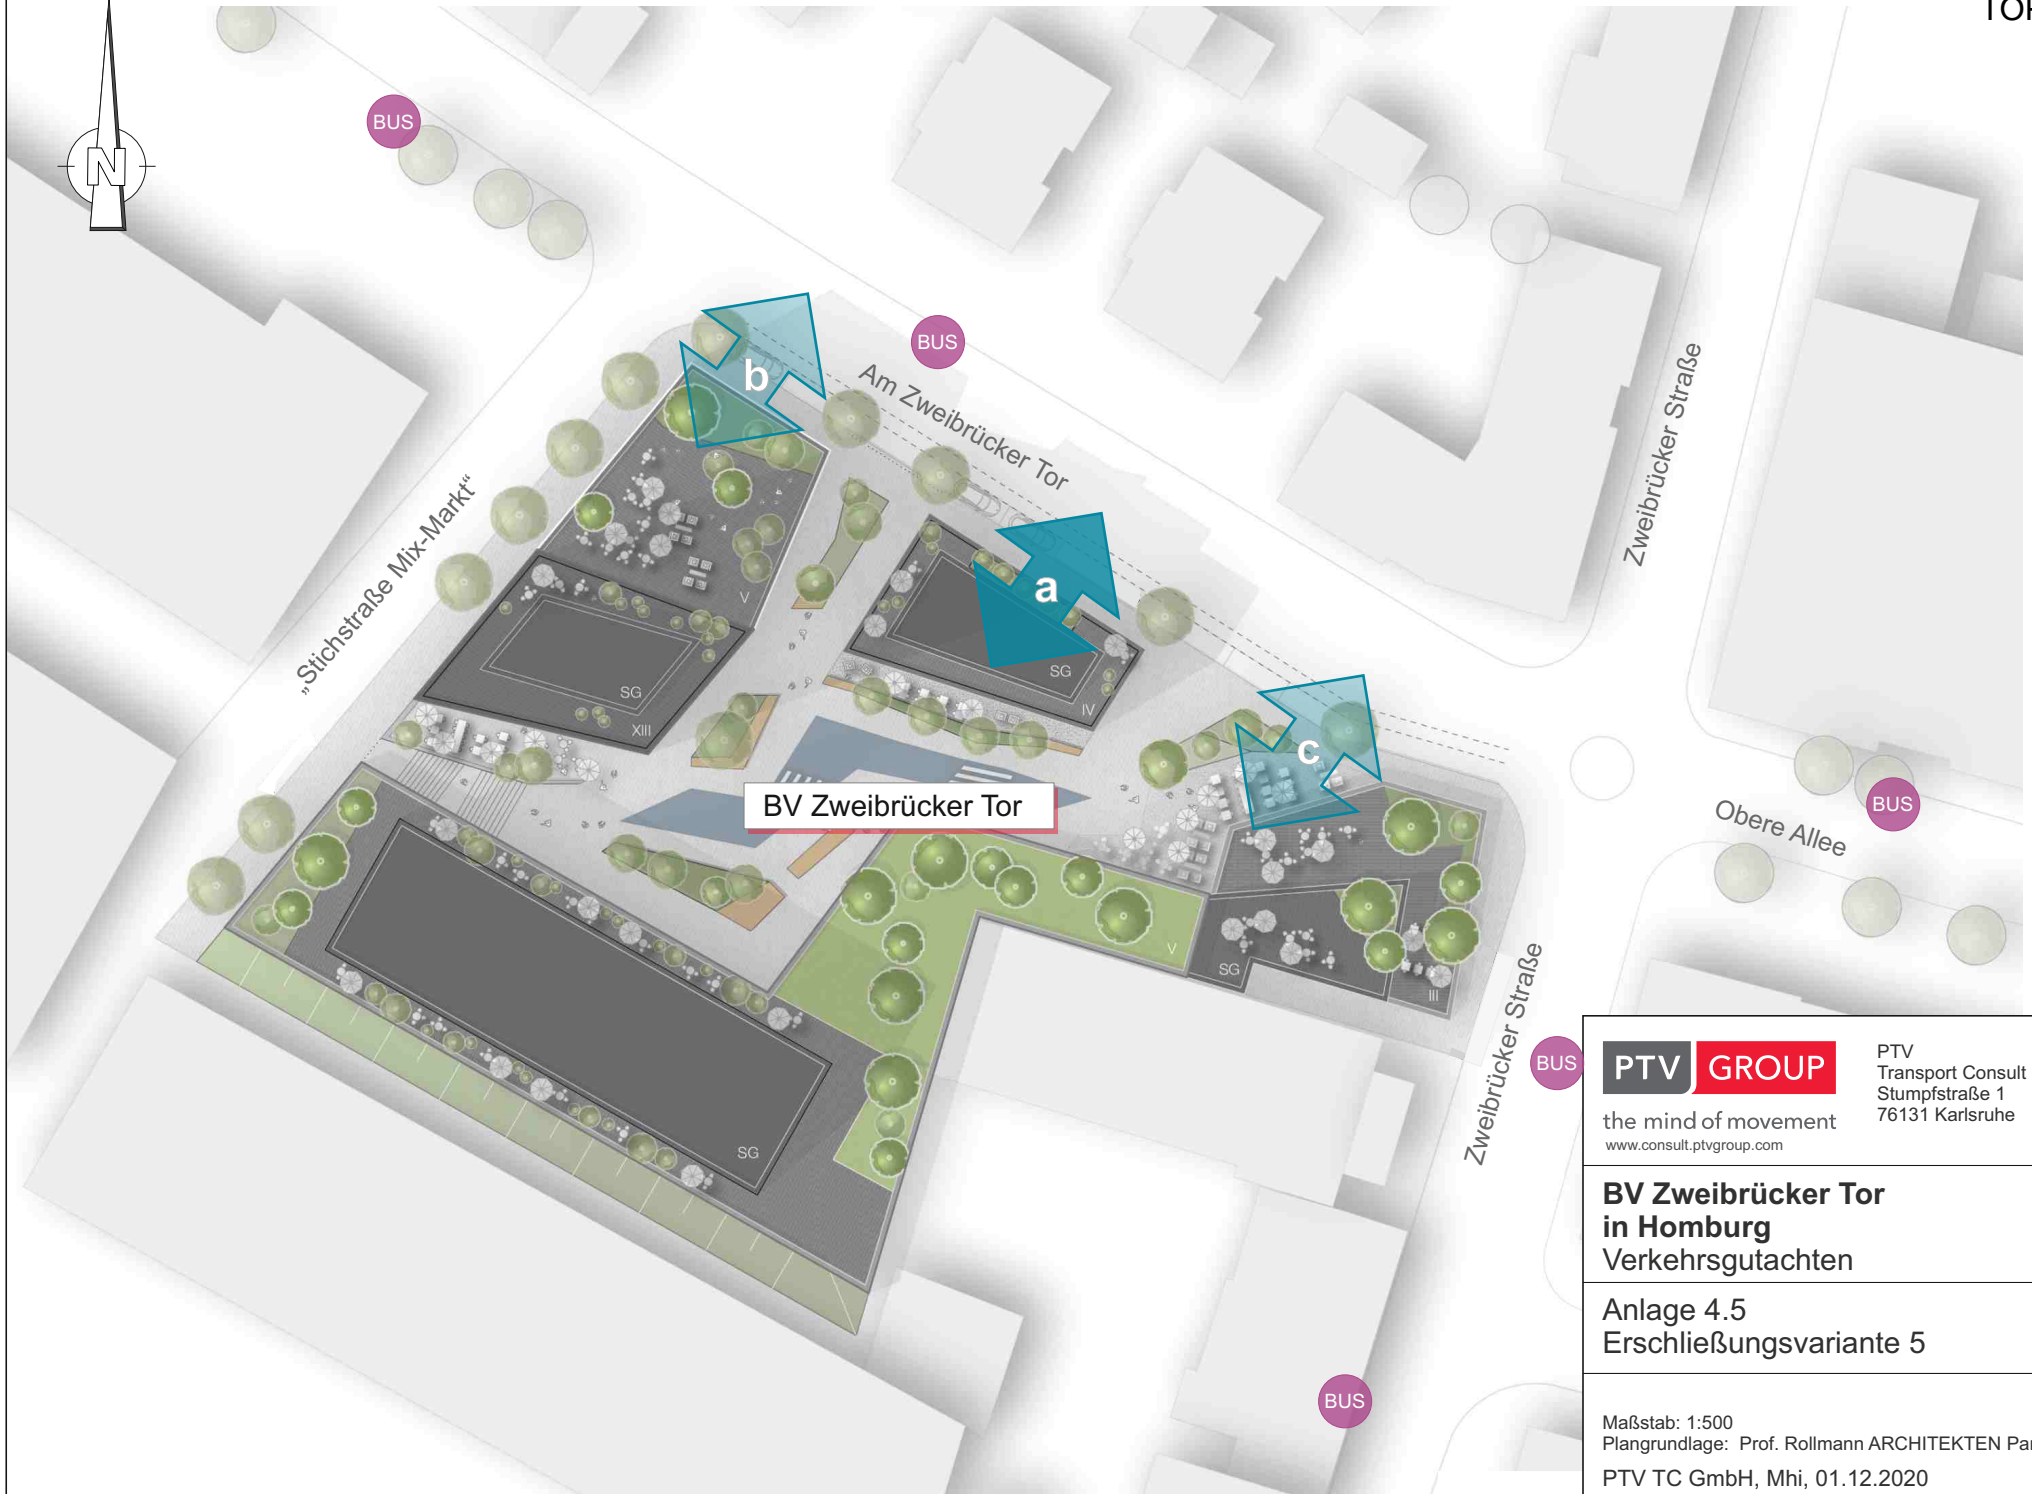 N
BUS
BUS
b
Am Zweibrücker Tor
Zweibrücker Straße
„Stichstraße Mix-Markt“
V
a
SG
IV
SG
XIII
c
BV Zweibrücker Tor
Obere Allee
BUS
V
SG
III
Zweibrücker Straße
BUS
SG
BUS
PTV GROUP
the mind of movement
www.consult.ptvgroup.com
PTV
Transport Consult
Stumpfstraße 1
76131 Karlsruhe
BV Zweibrücker Tor
in Homburg
Verkehrsgutachten
Anlage 4.5
Erschließungsvariante 5
Maßstab: 1:500
Plangrundlage: Prof. Rollmann ARCHITEKTEN
PTV TC GmbH, Mhi, 01.12.2020